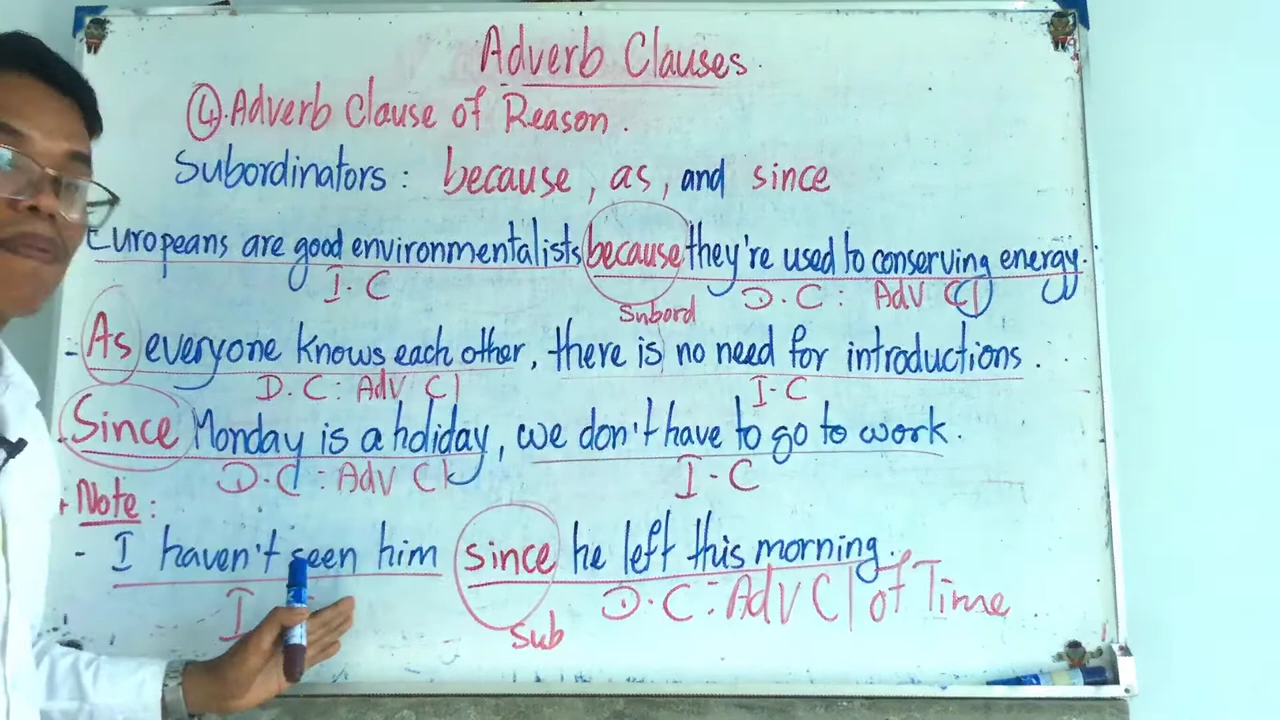 Adverb Clauses.
④. Adverb Clause of Reason.
Subordinators: because, as, and since
Europeans are good environmentalists because they're used to conserving energy.
I.C Subord D.C: Adv Cl
- As everyone knows each other, there is no need for introductions.
D.C: Adv Cl I.C
- Since Monday is a holiday, we don't have to go to work.
D.C: Adv Cl I.C
+ Note:
- I haven't seen him since he left this morning.
I Sub D.C: Adv Cl of Time